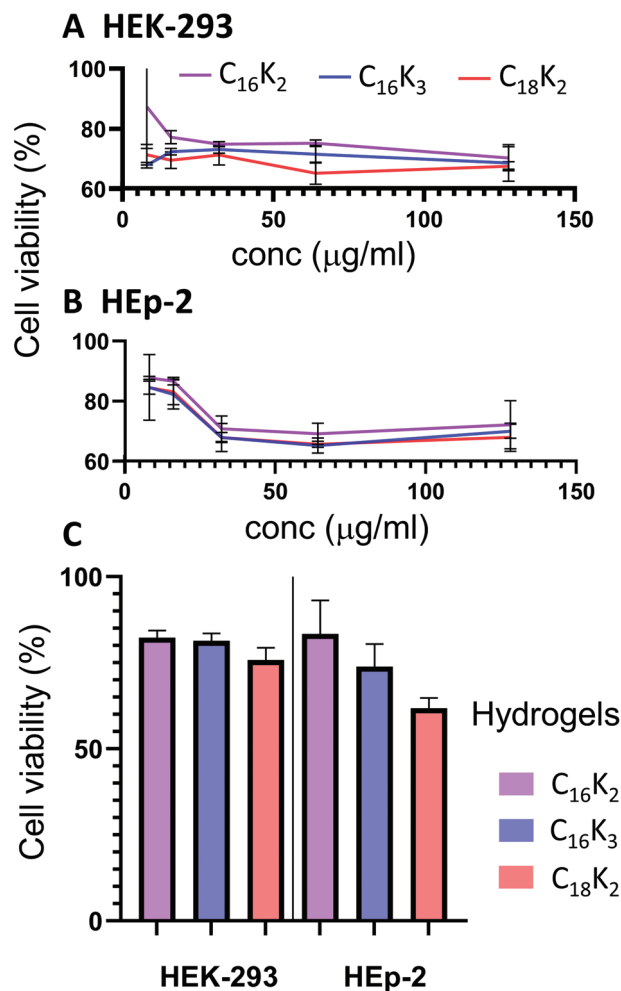 A HEK-293
C₁₆K₂ C₁₆K₃ C₁₈K₂
100
80
60
0 50 100 150
conc (μg/ml)
Cell viability (%)
B HEp-2
100
80
60
0 50 100 150
conc (μg/ml)
C
100
50
0
Cell viability (%)
HEK-293 HEp-2
Hydrogels
C₁₆K₂
C₁₆K₃
C₁₈K₂